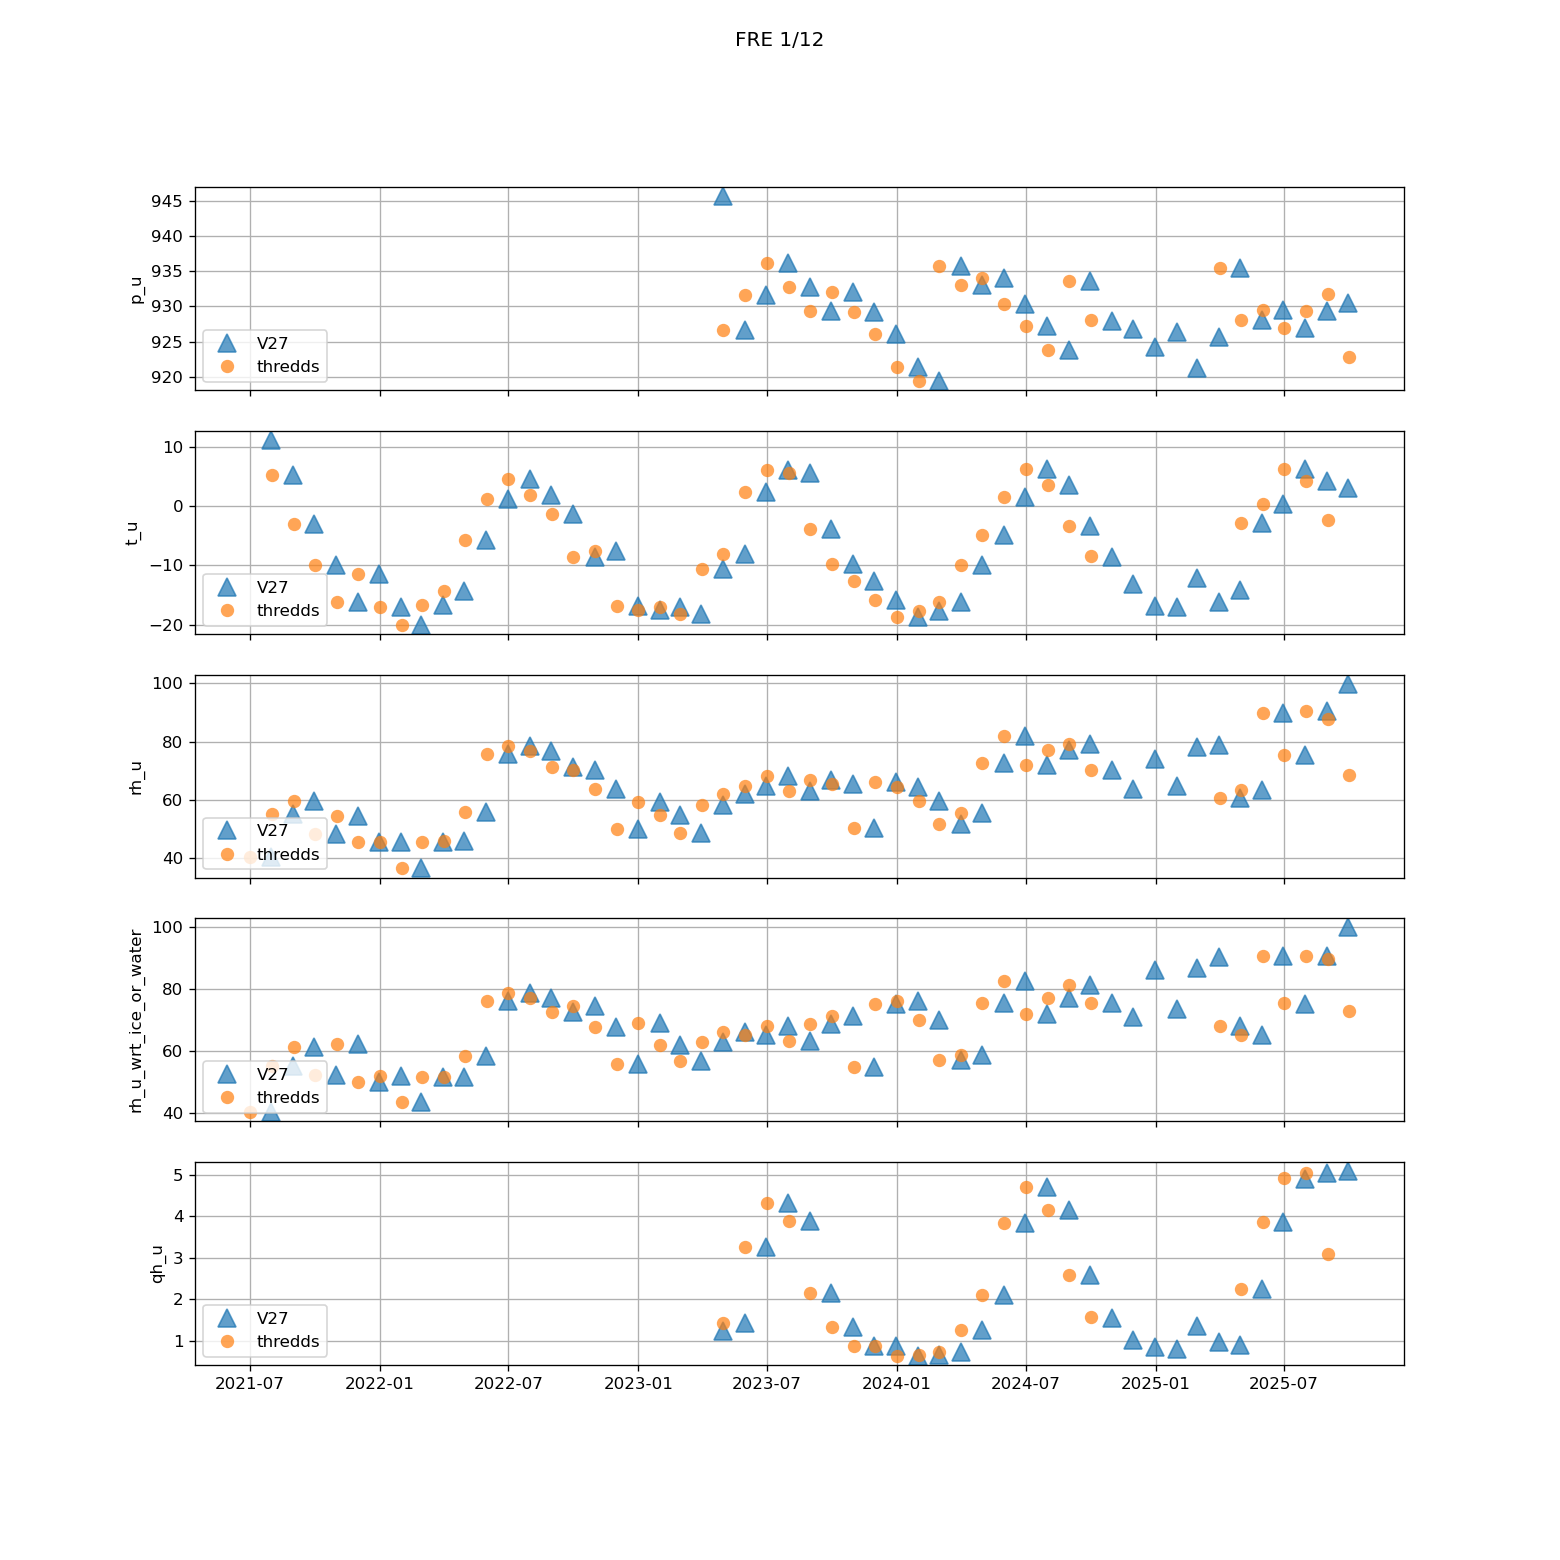 FRE 1/12
945
940
935
930
925
920
p_u
V27
thredds
10
0
−10
−20
t_u
V27
thredds
100
80
60
40
rh_u
V27
thredds
100
80
60
40
rh_u_wrt_ice_or_water
V27
thredds
5
4
3
2
1
qh_u
V27
thredds
2021-07
2022-01
2022-07
2023-01
2023-07
2024-01
2024-07
2025-01
2025-07